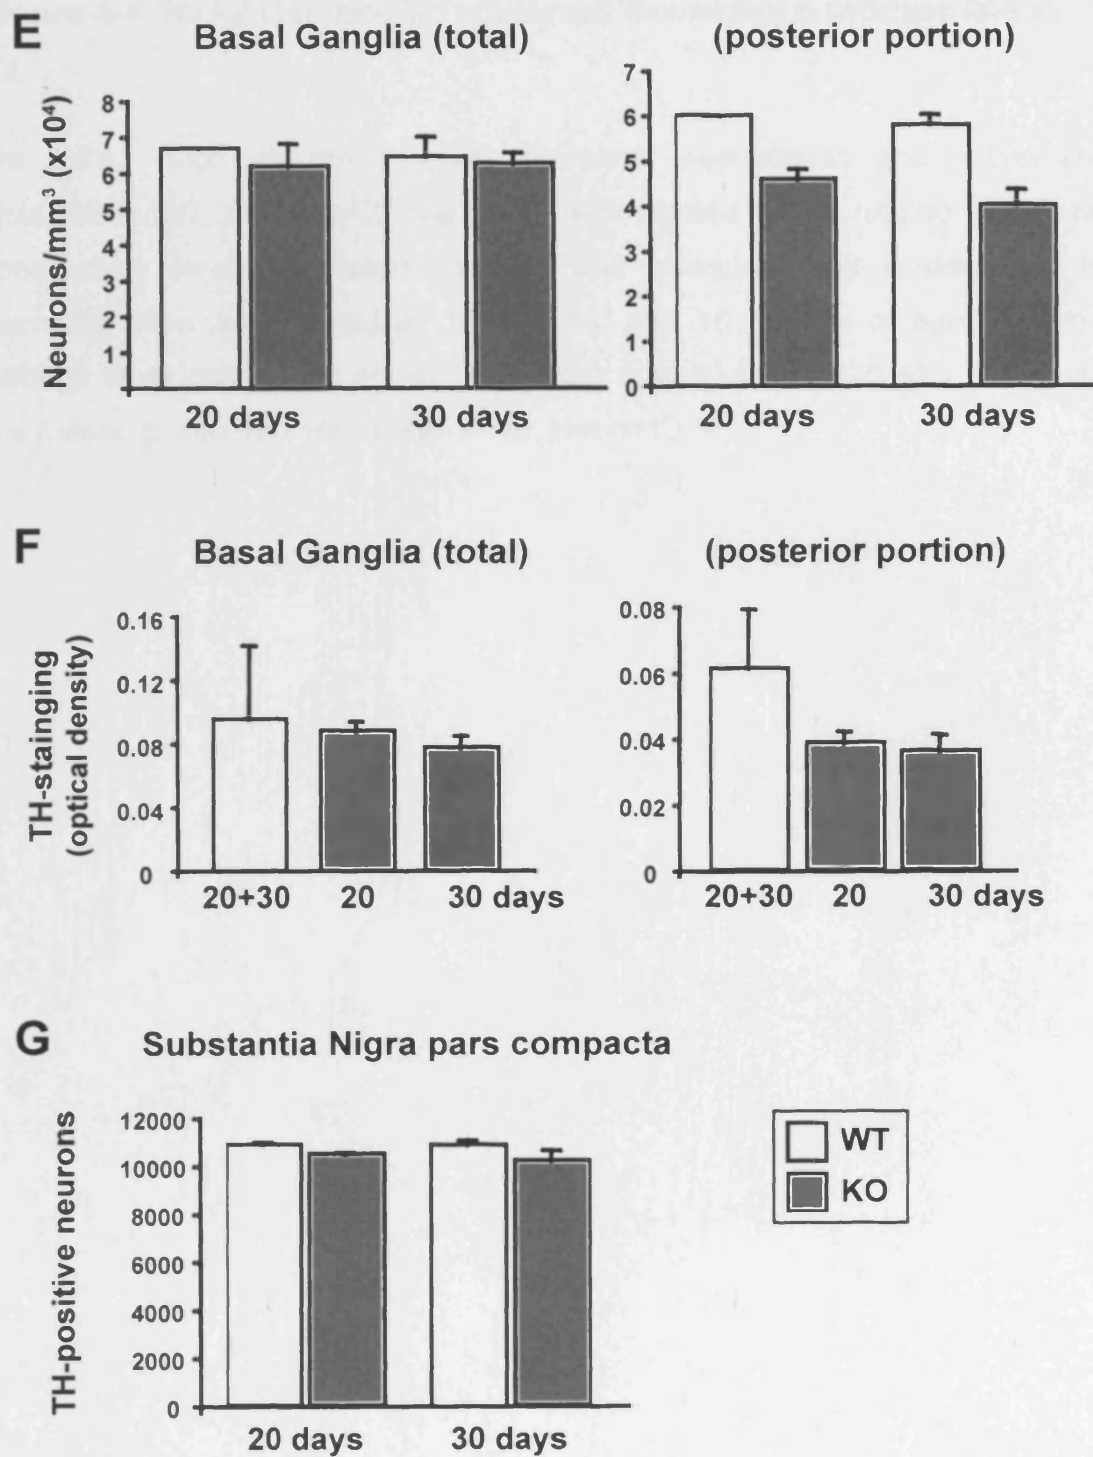 E
Basal Ganglia (total)
(posterior portion)
Neurons/mm³ (x10⁴)
8
7
6
5
4
3
2
1
7
6
5
4
3
2
1
0
20 days
30 days
20 days
30 days
F
Basal Ganglia (total)
(posterior portion)
TH-stainging
(optical density)
0.16
0.12
0.08
0.04
0
0.08
0.06
0.04
0.02
0
20+30
20
30 days
20+30
20
30 days
G
Substantia Nigra pars compacta
TH-positive neurons
12000
10000
8000
6000
4000
2000
0
20 days
30 days
WT
KO